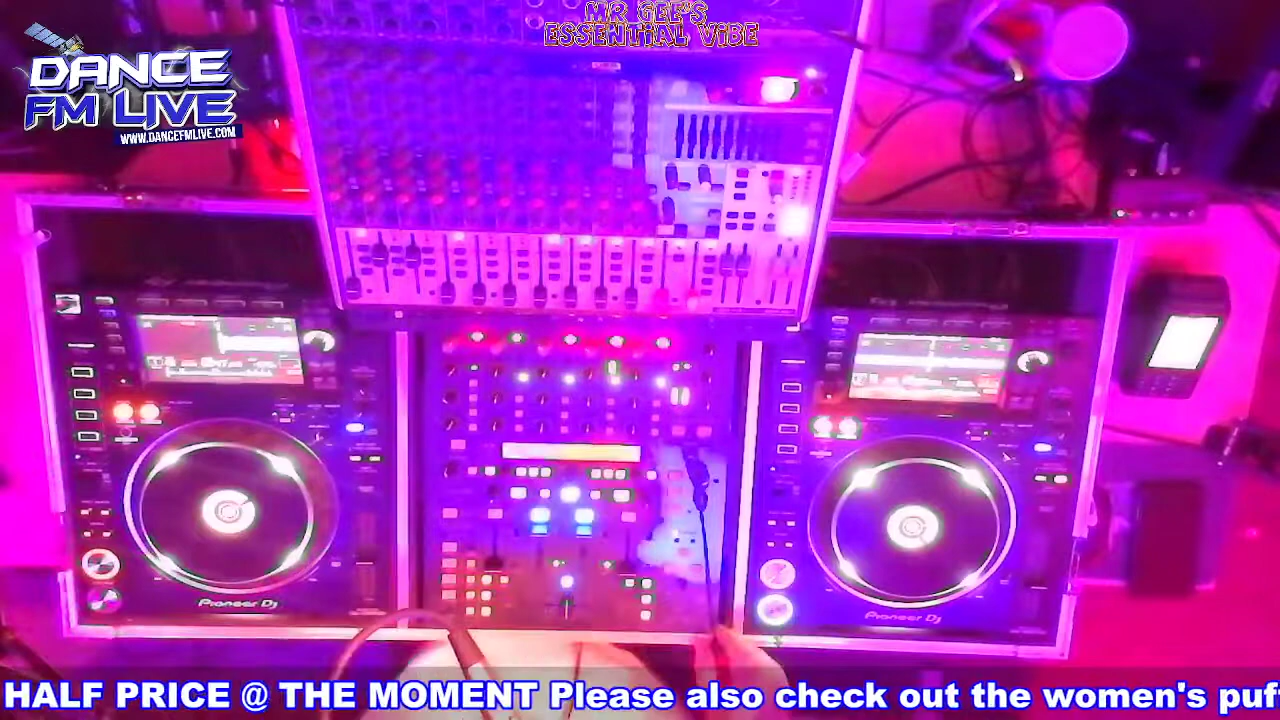 MR GEE'S
ESSENTIAL VIBE
DANCE
FM LIVE
WWW.DANCEFMLIVE.COM
Pioneer Dj
Pioneer Dj
HALF PRICE @ THE MOMENT Please also check out the women's puf